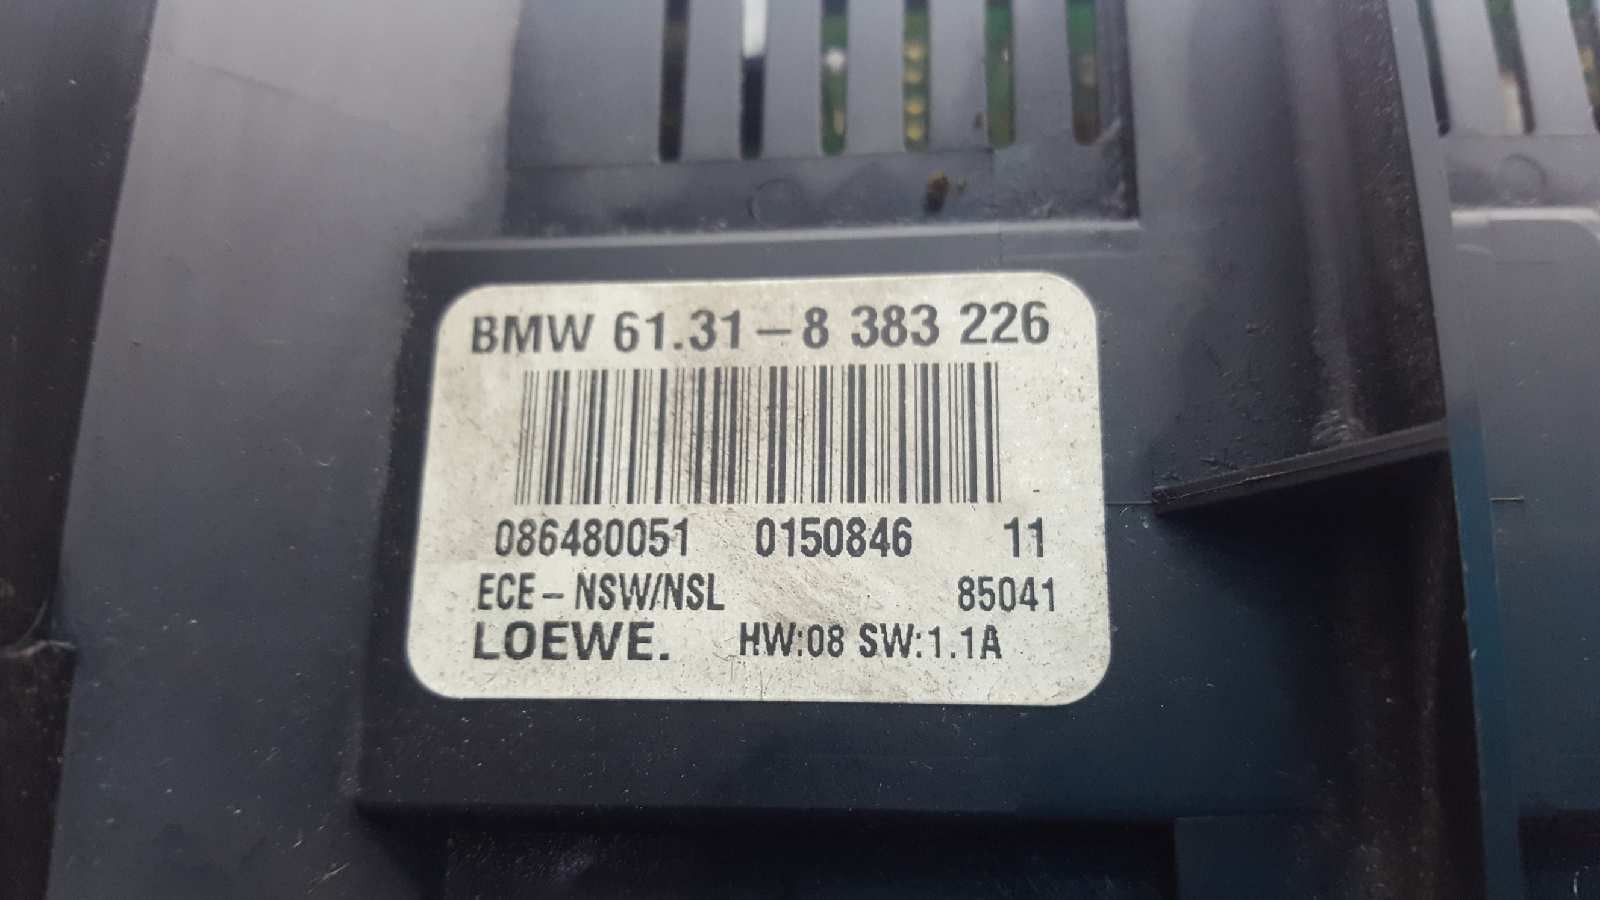 BMW 61.31-8 383 226
086480051 0150846 11
ECE-NSW/NSL 85041
LOEWE. HW:08 SW:1.1A